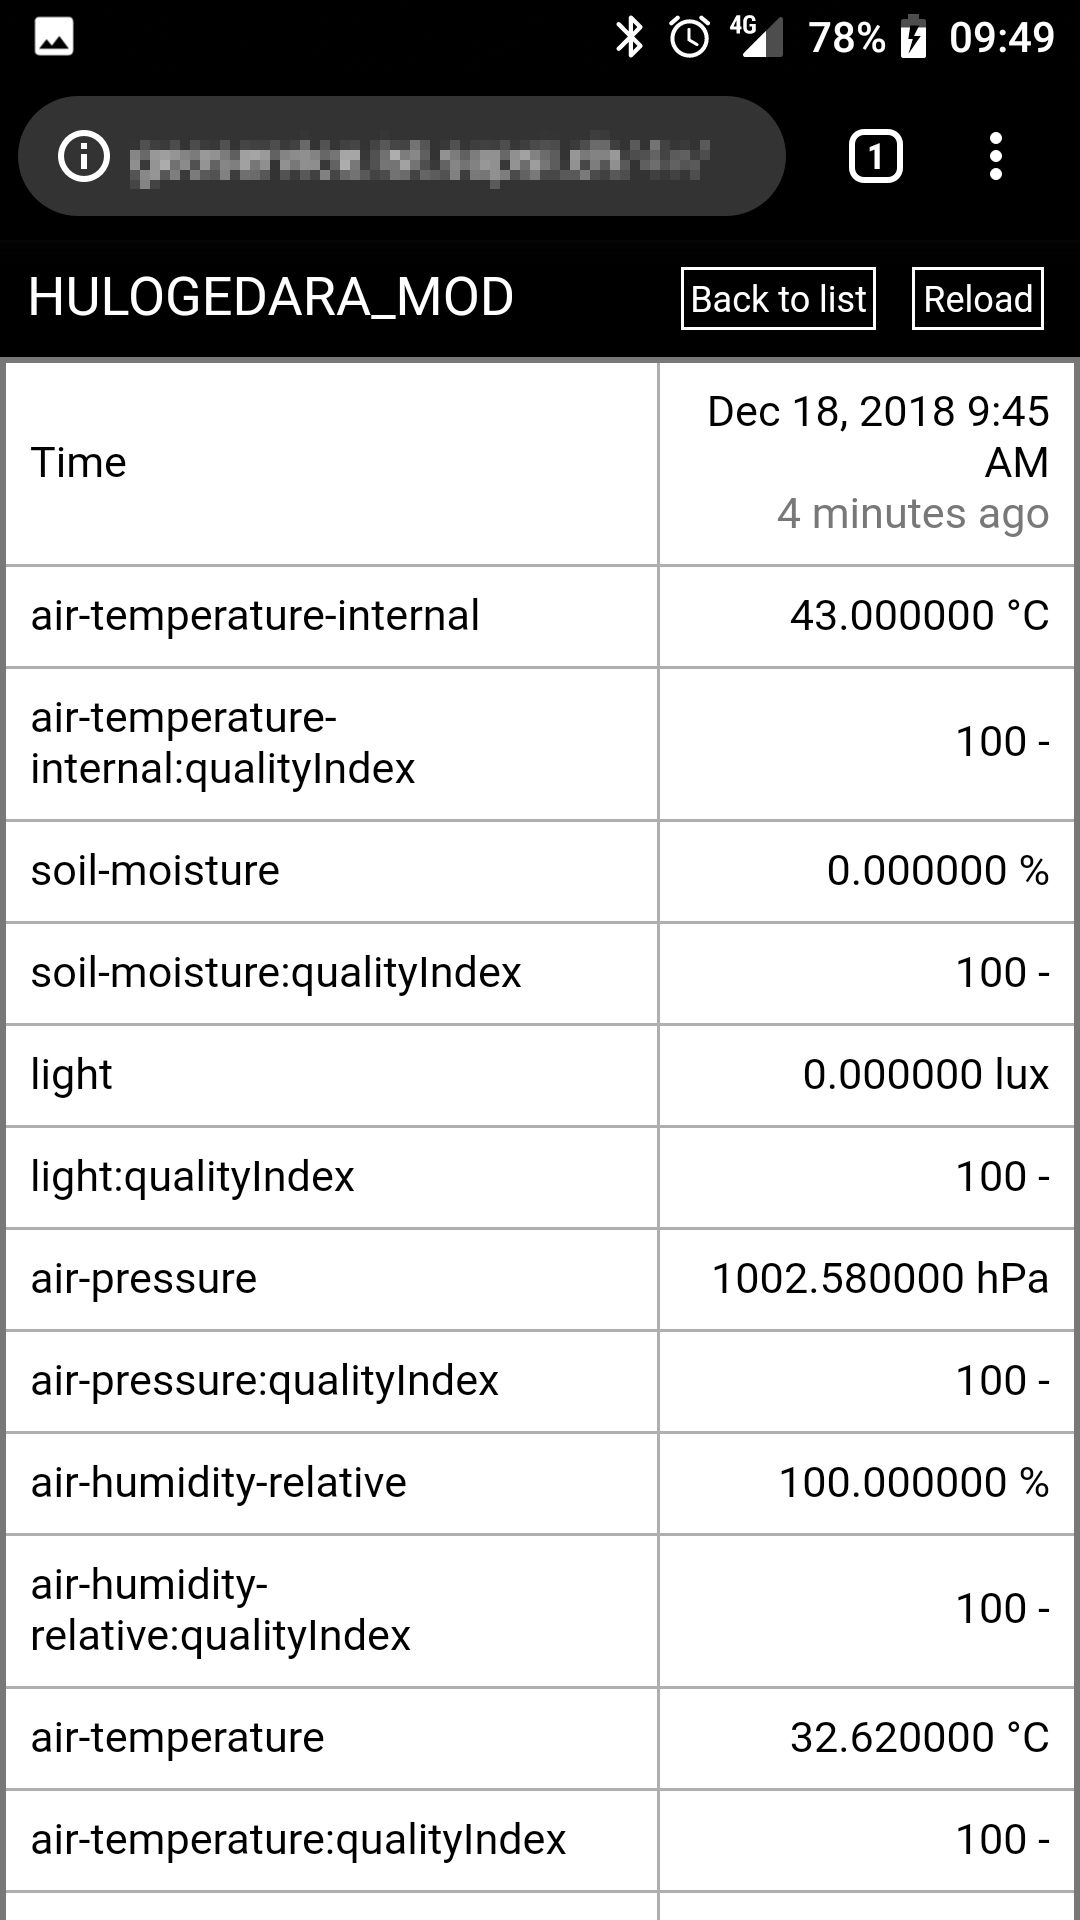 4G 78% 09:49
1
HULOGEDARA_MOD Back to list Reload
Time
Dec 18, 2018 9:45
AM
4 minutes ago
air-temperature-internal 43.000000 °C
air-temperature-
internal:qualityIndex
100 -
soil-moisture 0.000000 %
soil-moisture:qualityIndex 100 -
light 0.000000 lux
light:qualityIndex 100 -
air-pressure 1002.580000 hPa
air-pressure:qualityIndex 100 -
air-humidity-relative 100.000000 %
air-humidity-
relative:qualityIndex
100 -
air-temperature 32.620000 °C
air-temperature:qualityIndex 100 -